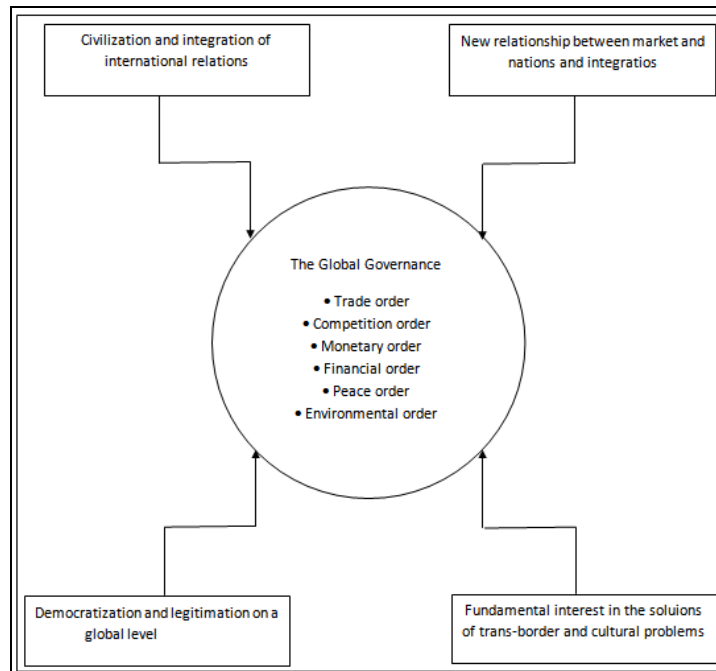 Civilization and integration of
international relations
New relationship between market and
nations and integratios
The Global Governance
• Trade order
• Competition order
• Monetary order
• Financial order
• Peace order
• Environmental order
Democratization and legitimation on a
global level
Fundamental interest in the soluions
of trans-border and cultural problems